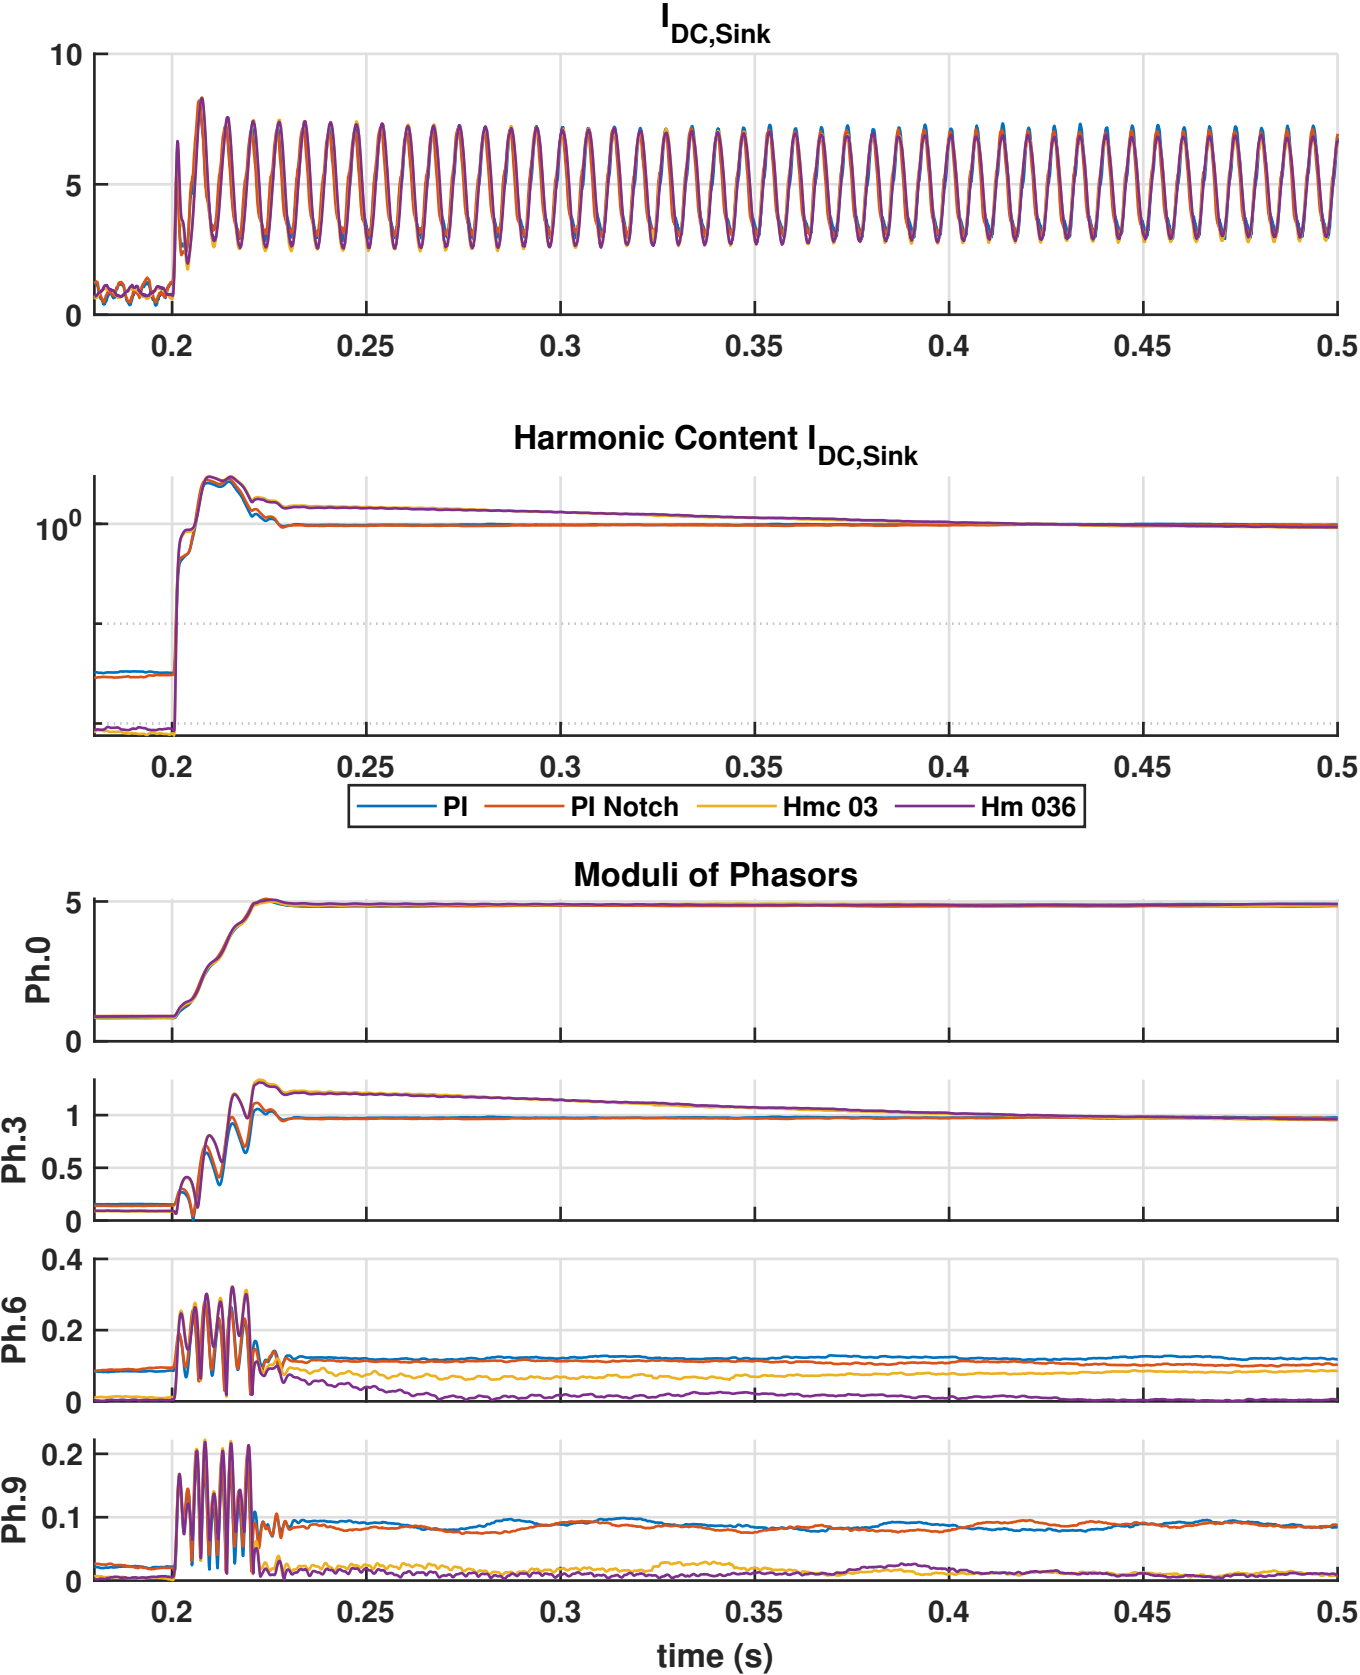 I_DC,Sink
10
5
0
0.2 0.25 0.3 0.35 0.4 0.45 0.5
Harmonic Content I_DC,Sink
10^0
0.2 0.25 0.3 0.35 0.4 0.45 0.5
PI PI Notch Hmc 03 Hm 036
Moduli of Phasors
Ph.0
5
0
Ph.3
1
0.5
0
Ph.6
0.4
0.2
0
Ph.9
0.2
0.1
0
0.2 0.25 0.3 0.35 0.4 0.45 0.5
time (s)